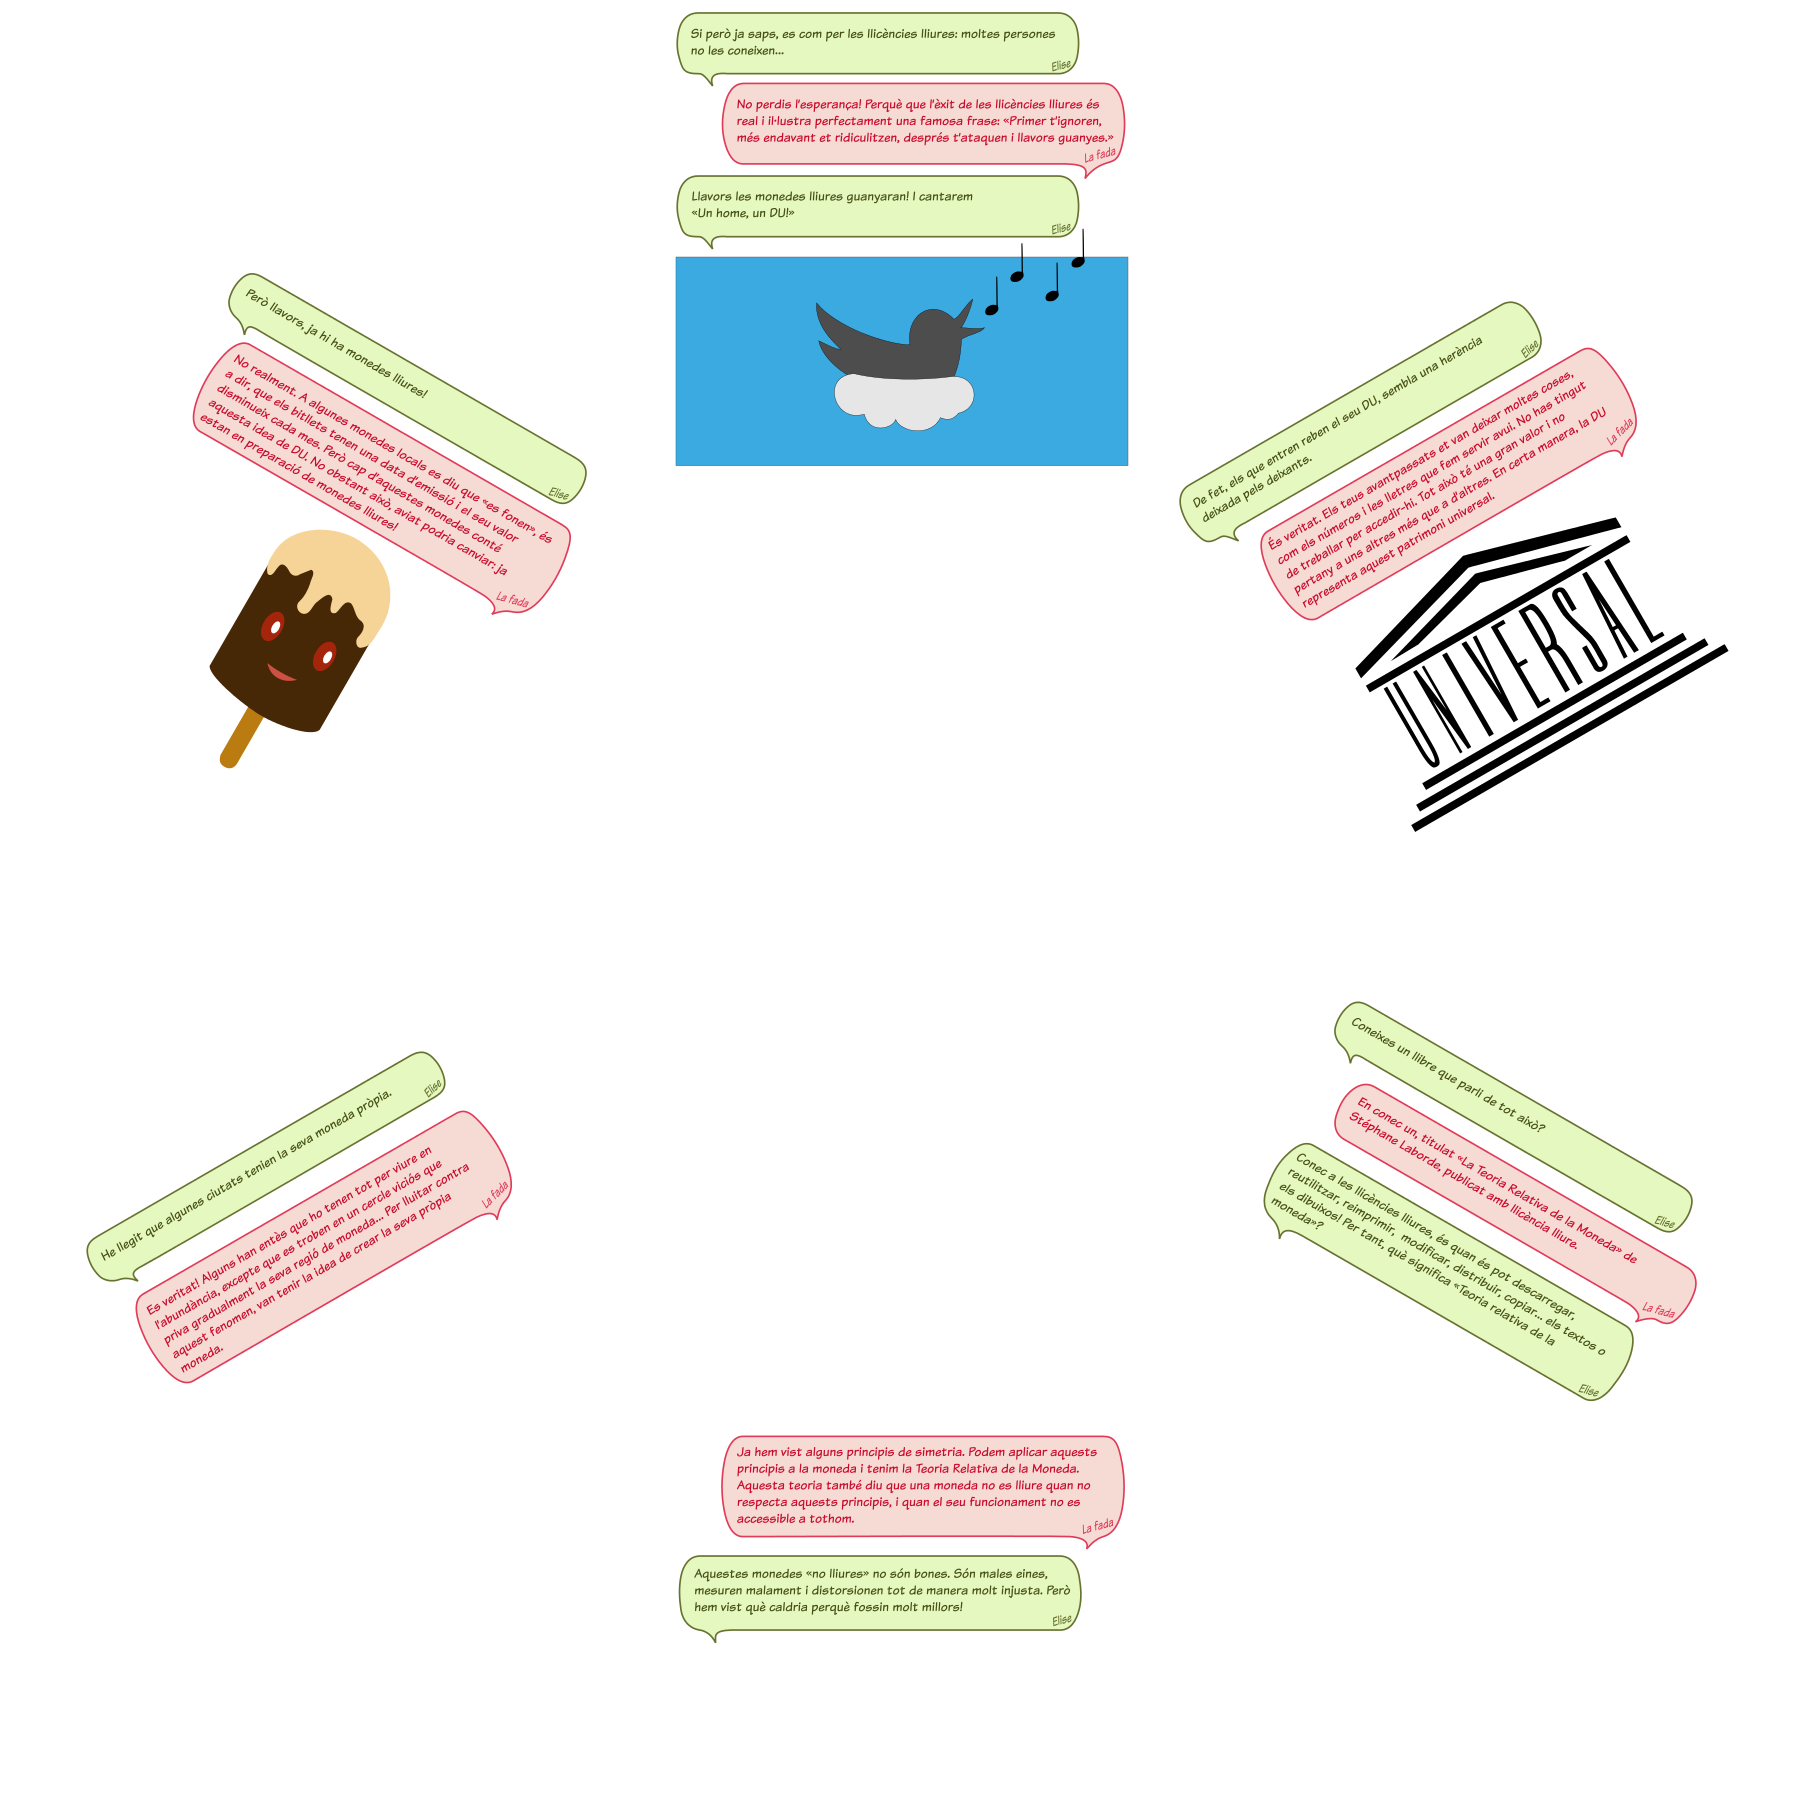 Si però ja saps, es com per les llicències lliures: moltes persones
no les coneixen...
Elise
No perdis l'esperança! Perquè que l'èxit de les llicències lliures és
real i il·lustra perfectament una famosa frase: «Primer t'ignoren,
més endavant et ridiculitzen, després t'ataquen i llavors guanyes.»
La fada
Llavors les monedes lliures guanyaran! I cantarem
«Un home, un DU!»
Elise
Però llavors, ja hi ha monedes lliures!
Elise
No realment. A algunes monedes locals es diu que «es fonen», és
a dir, que els bitllets tenen una data d'emissió i el seu valor
disminueix cada mes. Però cap d'aquestes monedes conté
aquesta idea de DU. No obstant això, aviat podria canviar: ja
estan en preparació de monedes lliures!
La fada
De fet, els que entren reben el seu DU, sembla una herència
deixada pels deixants.
Elise
És veritat. Els teus avantpassats et van deixar moltes coses,
com els números i les lletres que fem servir avui. No has tingut
de treballar per accedir-hi. Tot això té una gran valor i no
pertany a uns altres més que a d'altres. En certa manera, la DU
representa aquest patrimoni universal.
La fada
UNIVERSAL
He llegit que algunes ciutats tenien la seva moneda pròpia.
Elise
Es veritat! Alguns han entès que ho tenen tot per viure en
l'abundància, excepte que es troben en un cercle viciós que
priva gradualment la seva regió de moneda... Per lluitar contra
aquest fenomen, van tenir la idea de crear la seva pròpia
moneda.
La fada
Coneixes un llibre que parli de tot això?
Elise
En conec un, titulat «La Teoria Relativa de la Moneda» de
Stéphane Laborde, publicat amb llicència lliure.
La fada
Conec a les llicències lliures, és quan és pot descarregar,
reutilitzar, reimprimir, modificar, distribuir, copiar... els textos o
els dibuixos! Per tant, què significa «Teoria relativa de la
moneda»?
Elise
Ja hem vist alguns principis de simetria. Podem aplicar aquests
principis a la moneda i tenim la Teoria Relativa de la Moneda.
Aquesta teoria també diu que una moneda no es lliure quan no
respecta aquests principis, i quan el seu funcionament no es
accessible a tothom.
La fada
Aquestes monedes «no lliures» no són bones. Són males eines,
mesuren malament i distorsionen tot de manera molt injusta. Però
hem vist què caldria perquè fossin molt millors!
Elise